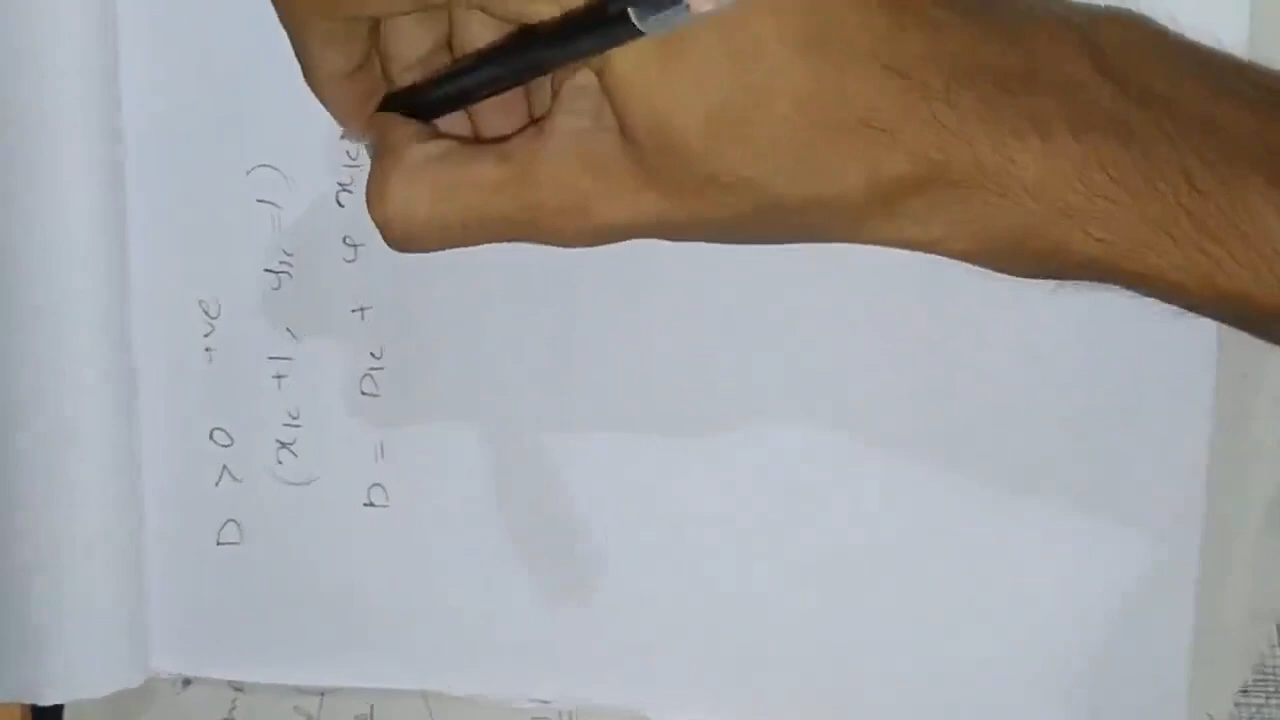 D > 0 +ve
(xk +1, yk =1)
D = Dk + 4 xk